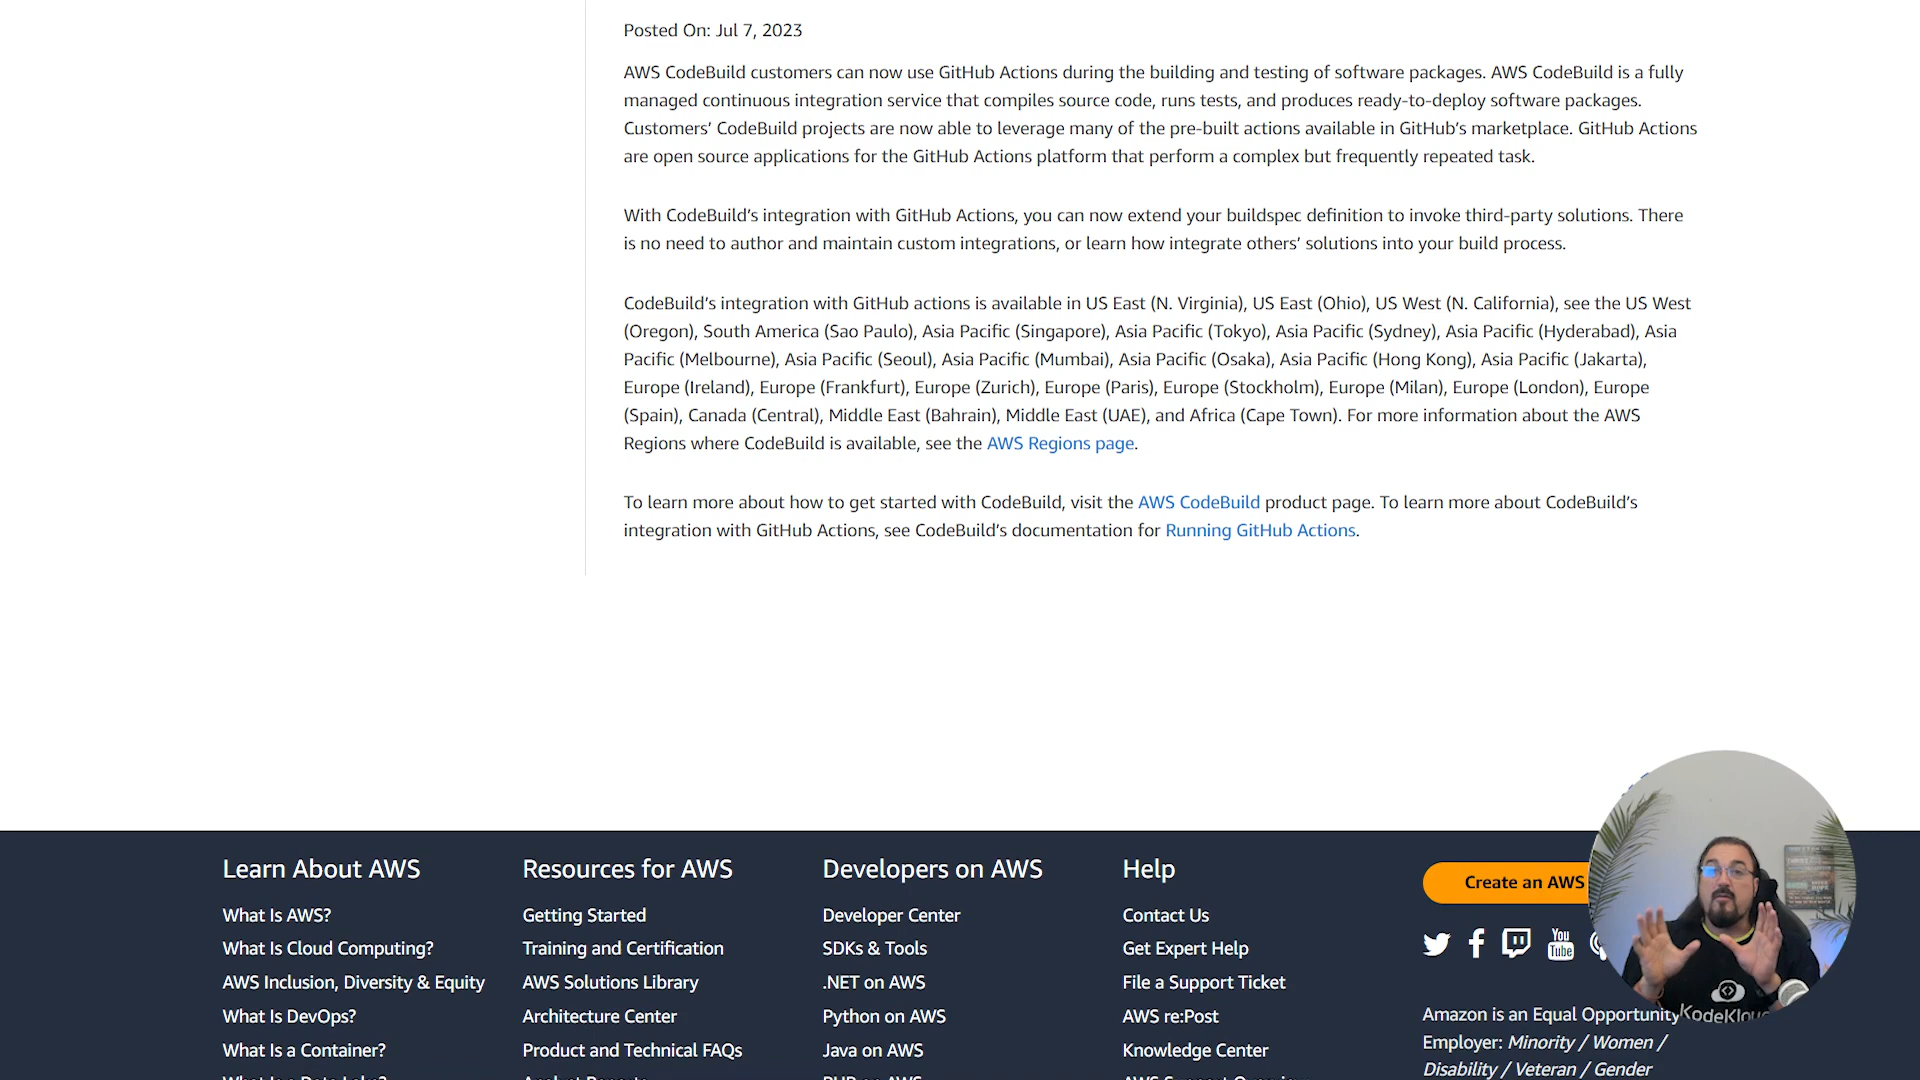 Posted On: Jul 7, 2023
AWS CodeBuild customers can now use GitHub Actions during the building and testing of software packages. AWS CodeBuild is a fully
managed continuous integration service that compiles source code, runs tests, and produces ready-to-deploy software packages.
Customers’ CodeBuild projects are now able to leverage many of the pre-built actions available in GitHub’s marketplace. GitHub Actions
are open source applications for the GitHub Actions platform that perform a complex but frequently repeated task.
With CodeBuild’s integration with GitHub Actions, you can now extend your buildspec definition to invoke third-party solutions. There
is no need to author and maintain custom integrations, or learn how integrate others’ solutions into your build process.
CodeBuild’s integration with GitHub actions is available in US East (N. Virginia), US East (Ohio), US West (N. California), see the US West
(Oregon), South America (Sao Paulo), Asia Pacific (Singapore), Asia Pacific (Tokyo), Asia Pacific (Sydney), Asia Pacific (Hyderabad), Asia
Pacific (Melbourne), Asia Pacific (Seoul), Asia Pacific (Mumbai), Asia Pacific (Osaka), Asia Pacific (Hong Kong), Asia Pacific (Jakarta),
Europe (Ireland), Europe (Frankfurt), Europe (Zurich), Europe (Paris), Europe (Stockholm), Europe (Milan), Europe (London), Europe
(Spain), Canada (Central), Middle East (Bahrain), Middle East (UAE), and Africa (Cape Town). For more information about the AWS
Regions where CodeBuild is available, see the AWS Regions page.
To learn more about how to get started with CodeBuild, visit the AWS CodeBuild product page. To learn more about CodeBuild’s
integration with GitHub Actions, see CodeBuild’s documentation for Running GitHub Actions.
Learn About AWS
What Is AWS?
What Is Cloud Computing?
AWS Inclusion, Diversity & Equity
What Is DevOps?
What Is a Container?
Resources for AWS
Getting Started
Training and Certification
AWS Solutions Library
Architecture Center
Product and Technical FAQs
Developers on AWS
Developer Center
SDKs & Tools
.NET on AWS
Python on AWS
Java on AWS
Help
Contact Us
Get Expert Help
File a Support Ticket
AWS re:Post
Knowledge Center
Create an AWS
You
Tube
Amazon is an Equal Opportunity
Employer: Minority / Women /
Disability / Veteran / Gender
KodeKloud